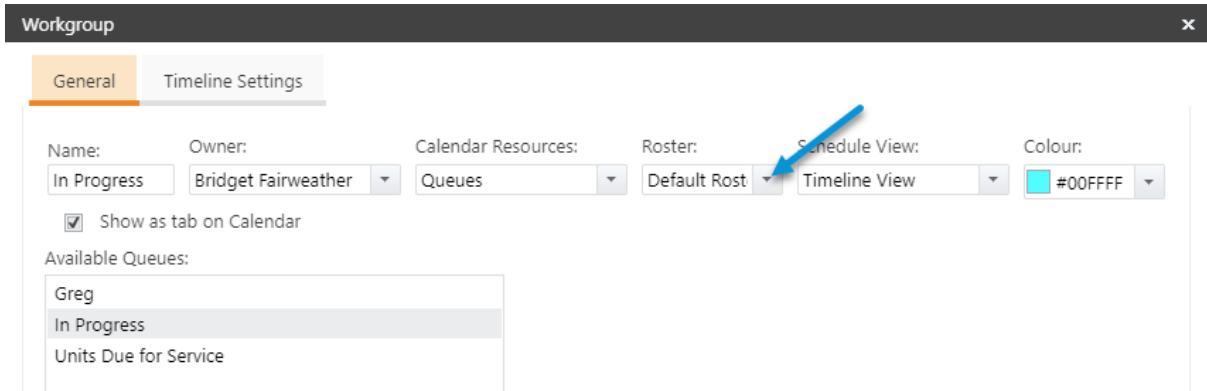 Workgroup x
General Timeline Settings
Name: Owner: Calendar Resources: Roster: Schedule View: Colour:
In Progress Bridget Fairweather Queues Default Rost Timeline View #00FFFF
Show as tab on Calendar
Available Queues:
Greg
In Progress
Units Due for Service